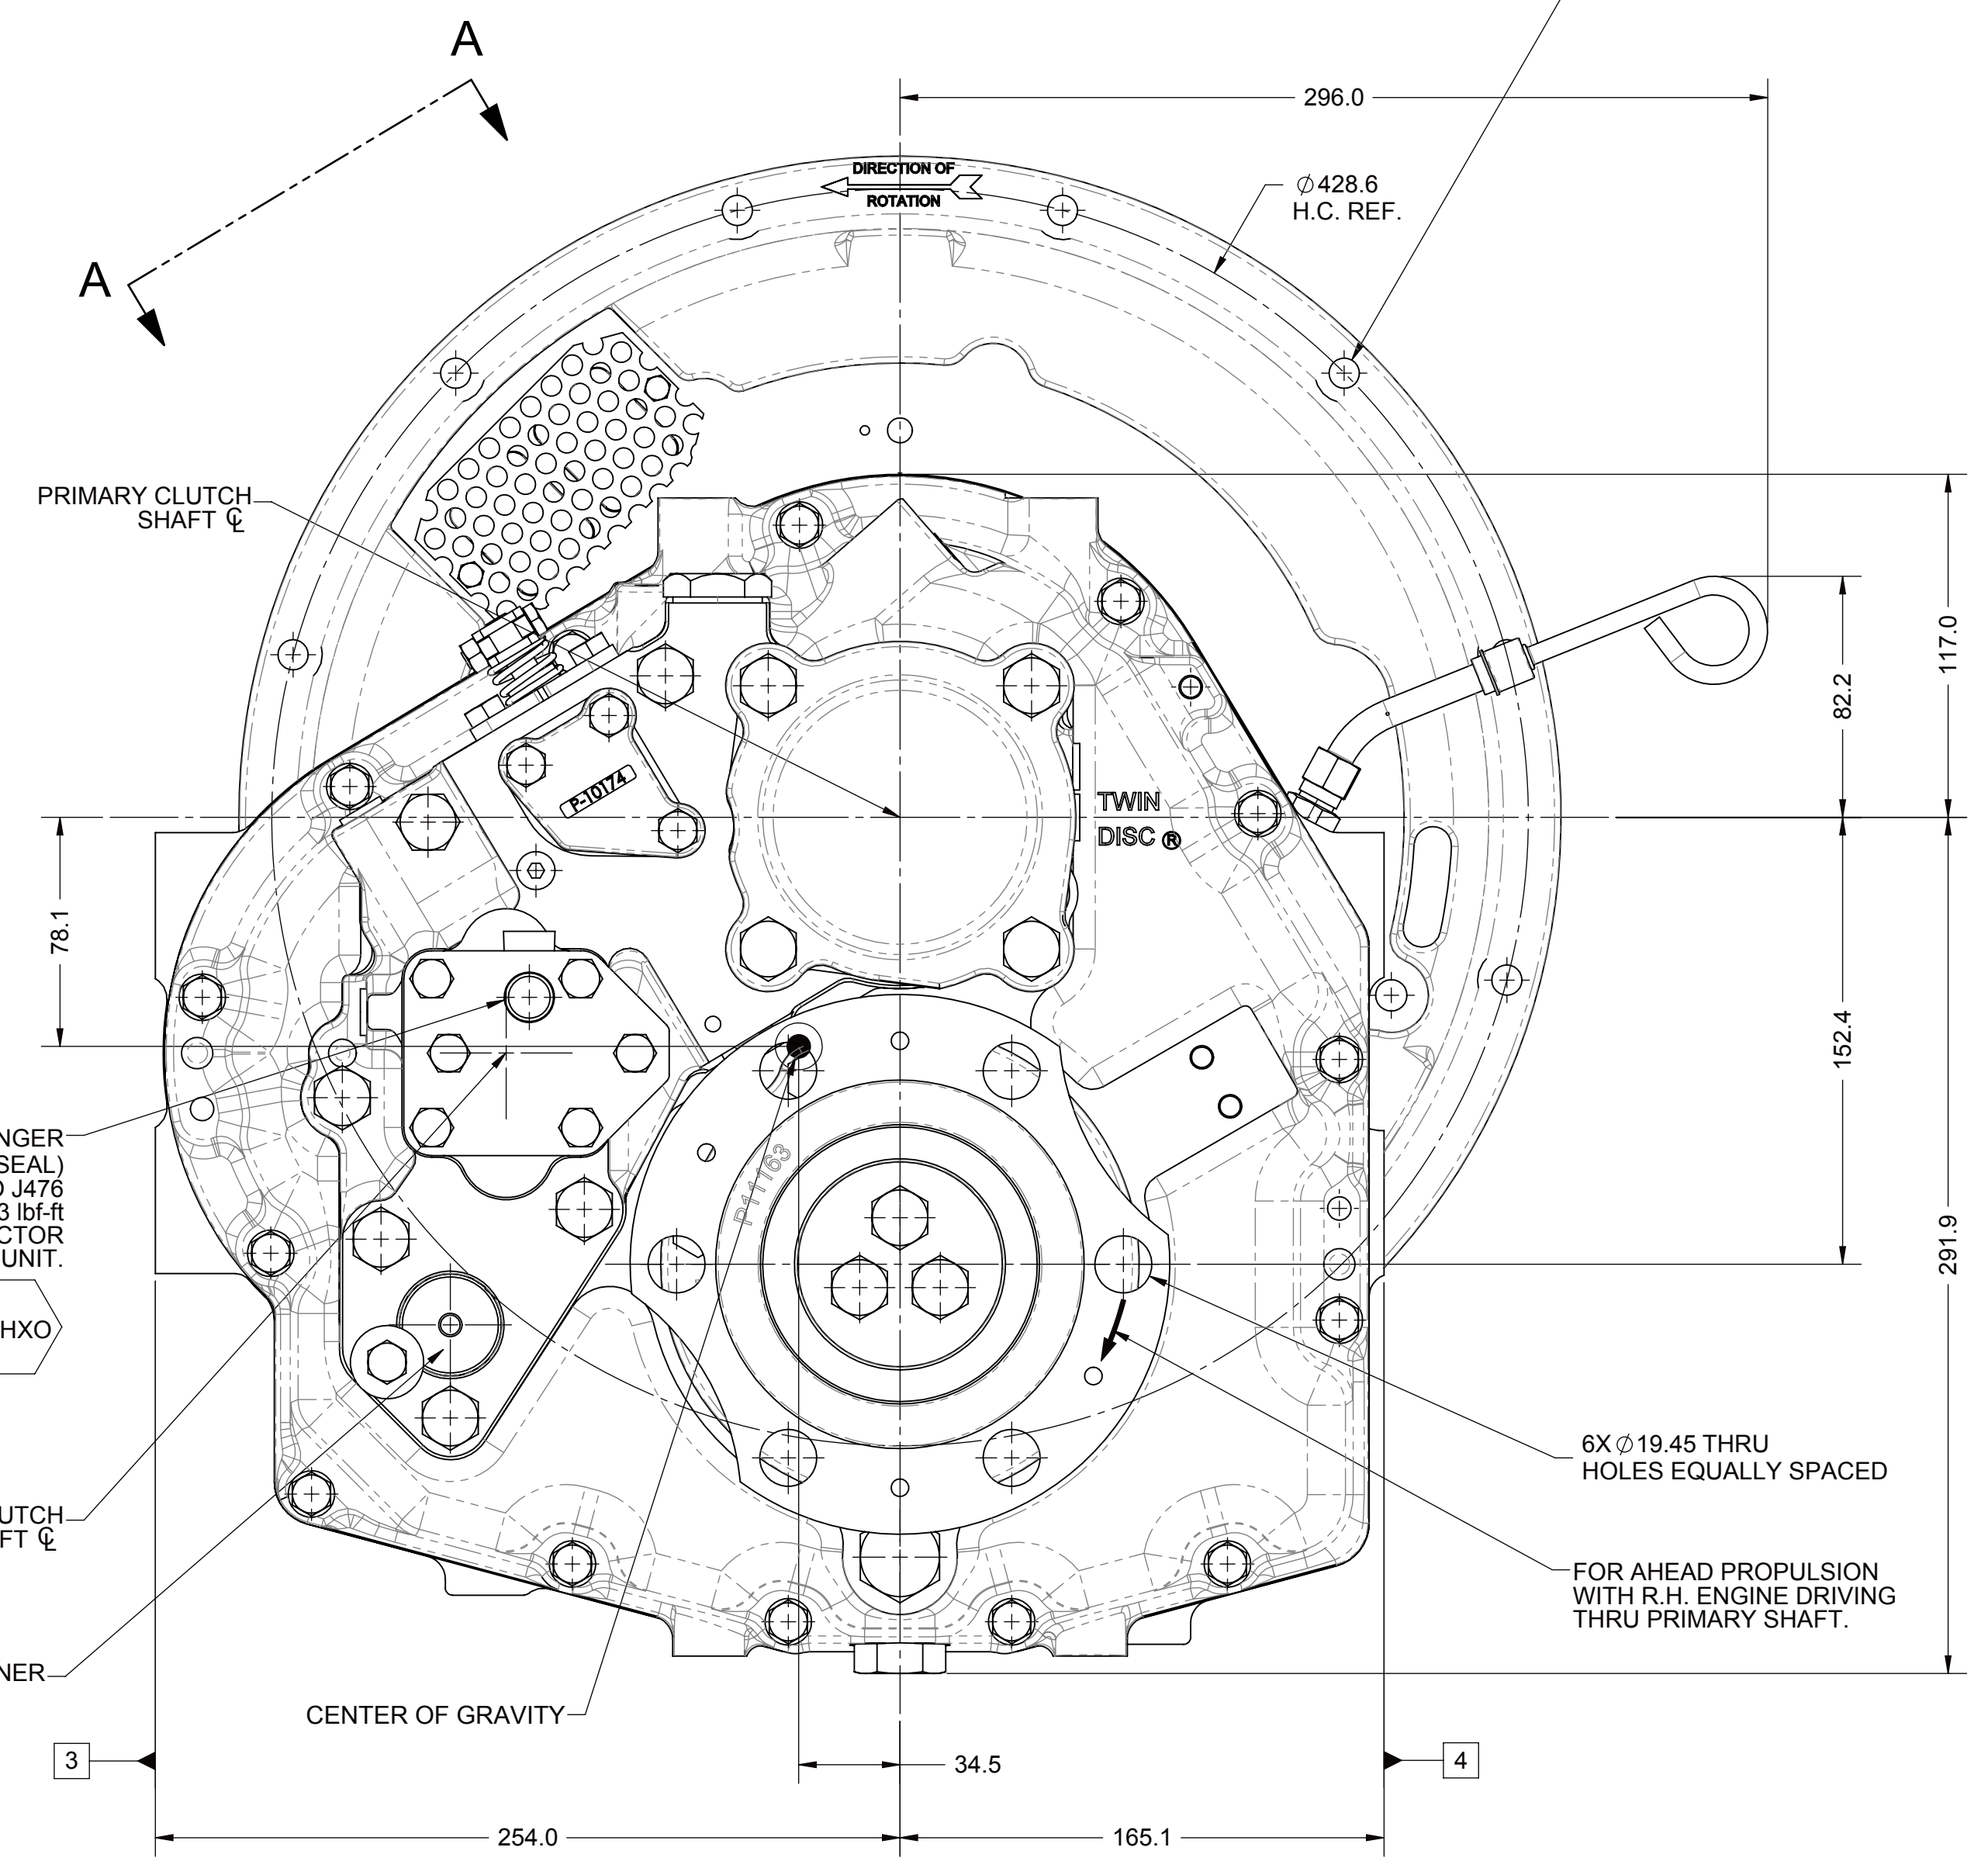 A
A
296.0
DIRECTION OF
ROTATION
∅428.6
H.C. REF.
PRIMARY CLUTCH
SHAFT ℄
117.0
82.2
P-10174
TWIN
DISC ®
78.1
152.4
291.9
NGER
SEAL)
J476
3 lbf-ft
CTOR
UNIT.
HXO
P11163
6X ∅19.45 THRU
HOLES EQUALLY SPACED
UTCH
FT ℄
FOR AHEAD PROPULSION
WITH R.H. ENGINE DRIVING
THRU PRIMARY SHAFT.
NER
CENTER OF GRAVITY
3
34.5
4
254.0
165.1